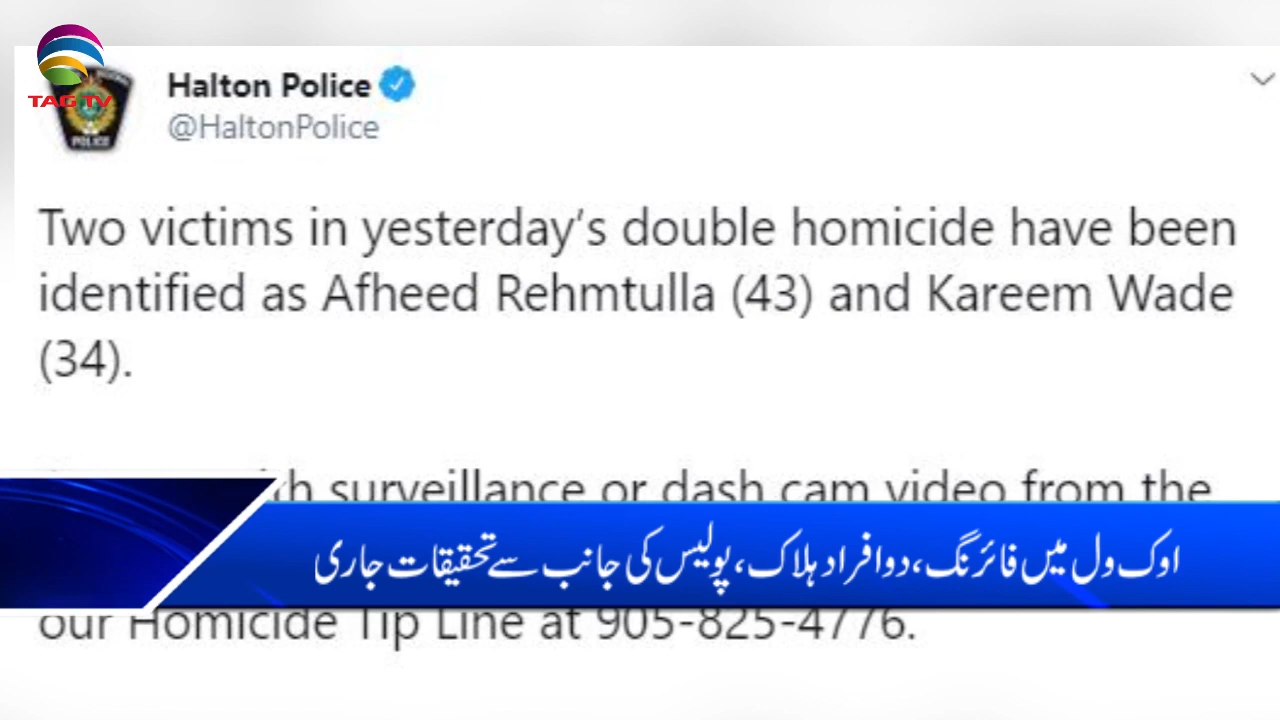 TAG TV
POLICE
Halton Police
@HaltonPolice
Two victims in yesterday's double homicide have been
identified as Afheed Rehmtulla (43) and Kareem Wade
(34).
surveillance or dash cam video from the
اوک ول میں فائرنگ، دو افراد ہلاک، پولیس کی جانب سے تحقیقات جاری
our Homicide Tip Line at 905-825-4776.